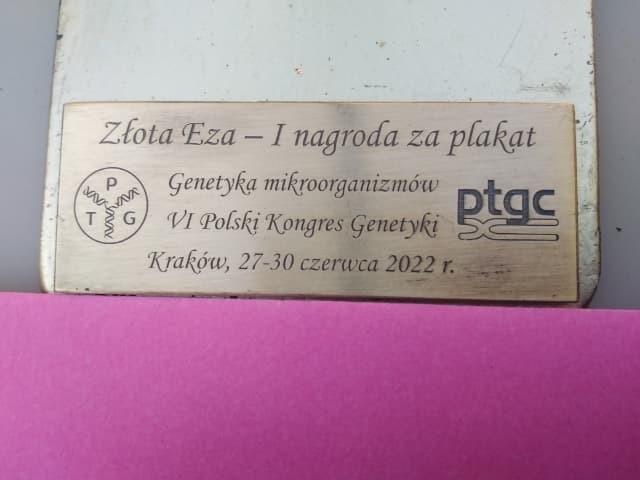 Złota Eza – I nagroda za plakat
Genetyka mikroorganizmów
VI Polski Kongres Genetyki
Kraków, 27-30 czerwca 2022 r.
P
T G
ptgc